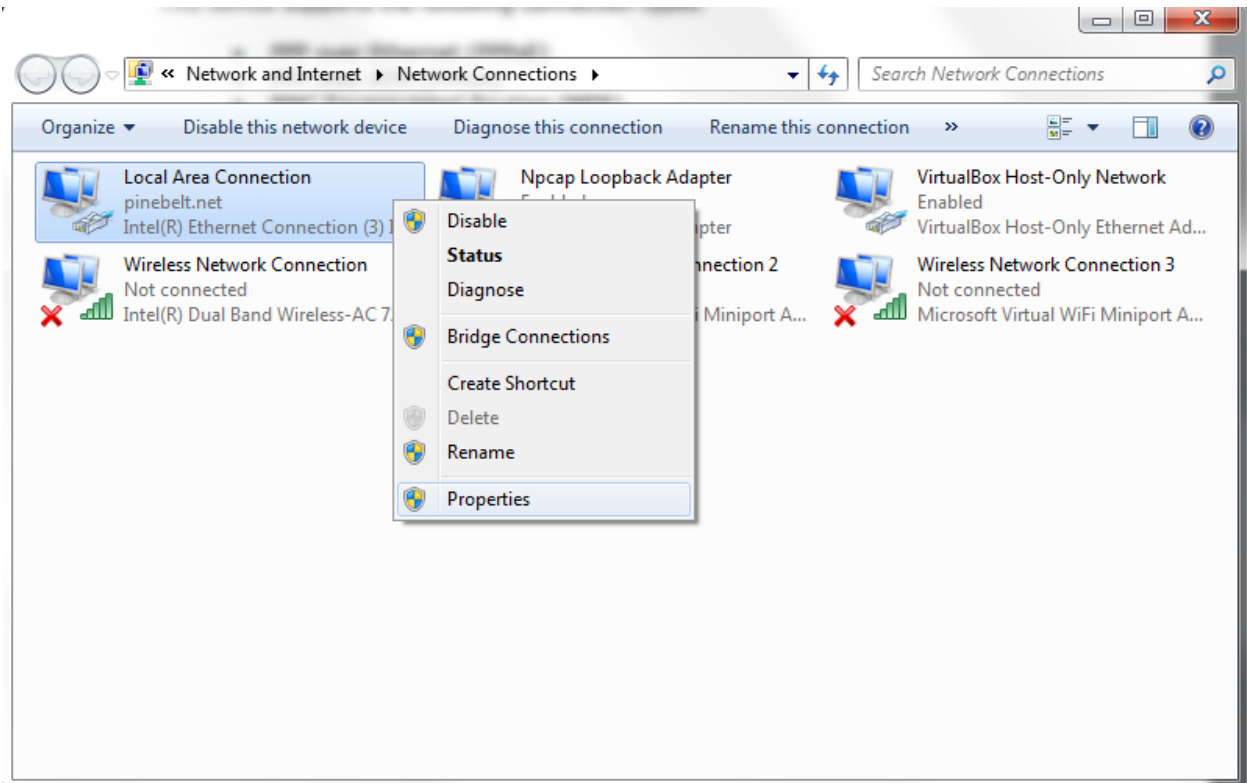 « Network and Internet Network Connections
Search Network Connections
Organize Disable this network device Diagnose this connection Rename this connection »
Local Area Connection
pinebelt.net
Intel(R) Ethernet Connection (3)
Npcap Loopback Adapter
VirtualBox Host-Only Network
Enabled
VirtualBox Host-Only Ethernet Ad...
Wireless Network Connection
Not connected
Intel(R) Dual Band Wireless-AC 7
nnection 2
i Miniport A...
Wireless Network Connection 3
Not connected
Microsoft Virtual WiFi Miniport A...
Disable
Status
Diagnose
Bridge Connections
Create Shortcut
Delete
Rename
Properties